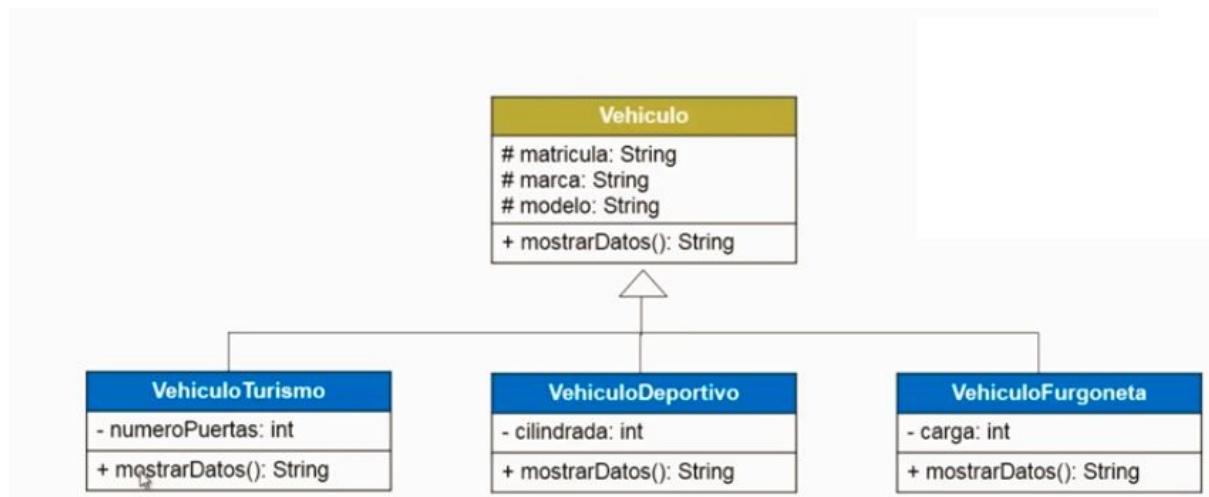 Vehiculo
# matricula: String
# marca: String
# modelo: String
+ mostrarDatos(): String
VehiculoTurismo
- numeroPuertas: int
+ mostrarDatos(): String
VehiculoDeportivo
- cilindrada: int
+ mostrarDatos(): String
VehiculoFurgoneta
- carga: int
+ mostrarDatos(): String